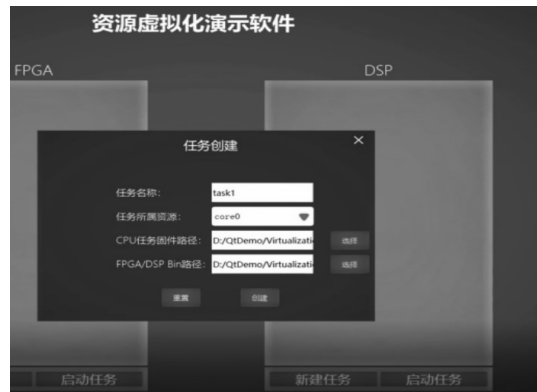 资源虚拟化演示软件
FPGA
DSP
任务创建
×
任务名称：
task1
任务所属资源：
core0
CPU任务固件路径：
D:/QtDemo/Virtualizati
选择
FPGA/DSP Bin路径：
D:/QtDemo/Virtualizati
选择
重置
创建
启动任务
新建任务
启动任务